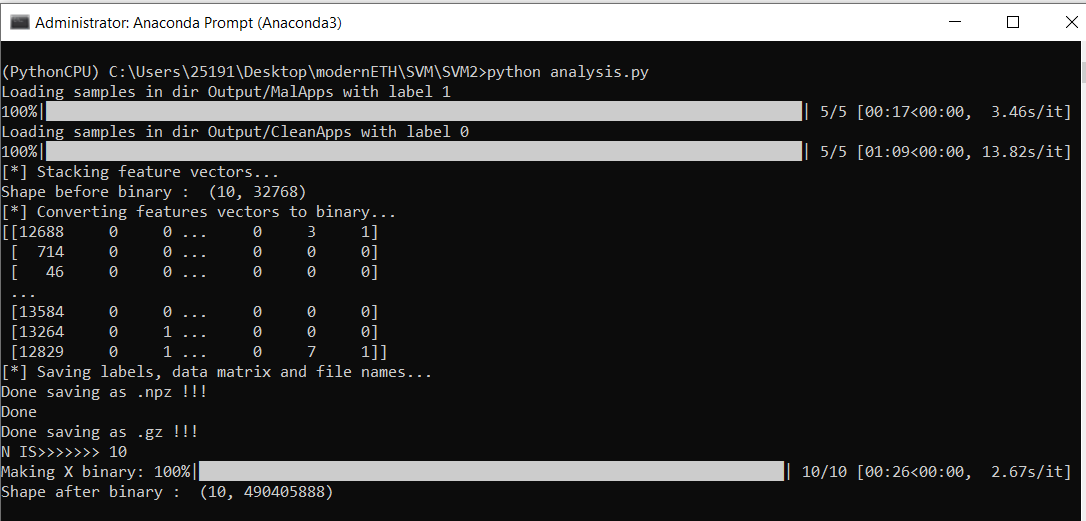 Administrator: Anaconda Prompt (Anaconda3)
(PythonCPU) C:\Users\25191\Desktop\modernETH\SVM\SVM2>python analysis.py
Loading samples in dir Output/MalApps with label 1
100%| | 5/5 [00:17<00:00,  3.46s/it]
Loading samples in dir Output/CleanApps with label 0
100%| | 5/5 [01:09<00:00, 13.82s/it]
[*] Stacking feature vectors...
Shape before binary :  (10, 32768)
[*] Converting features vectors to binary...
[[12688     0     0 ...     0     3     1]
 [  714     0     0 ...     0     0     0]
 [   46     0     0 ...     0     0     0]
 ...
 [13584     0     0 ...     0     0     0]
 [13264     0     1 ...     0     0     0]
 [12829     0     1 ...     0     7     1]]
[*] Saving labels, data matrix and file names...
Done saving as .npz !!!
Done
Done saving as .gz !!!
N IS>>>>>>> 10
Making X binary: 100%| | 10/10 [00:26<00:00,  2.67s/it]
Shape after binary :  (10, 490405888)